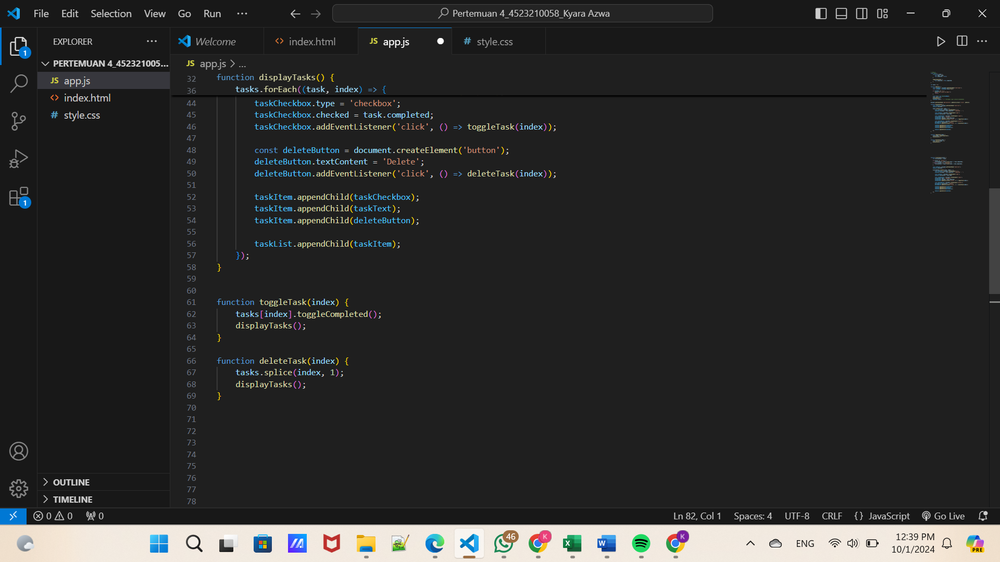 File Edit Selection View Go Run ···
Pertemuan 4_4523210058_Kyara Azwa
EXPLORER ···
Welcome
<> index.html
JS app.js
# style.css
1
PERTEMUAN 4_452321005...
JS app.js
<> index.html
# style.css
1
OUTLINE
TIMELINE
JS app.js > ...
32 function displayTasks() {
36 tasks.forEach((task, index) => {
44 taskCheckbox.type = 'checkbox';
45 taskCheckbox.checked = task.completed;
46 taskCheckbox.addEventListener('click', () => toggleTask(index));
47
48 const deleteButton = document.createElement('button');
49 deleteButton.textContent = 'Delete';
50 deleteButton.addEventListener('click', () => deleteTask(index));
51
52 taskItem.appendChild(taskCheckbox);
53 taskItem.appendChild(taskText);
54 taskItem.appendChild(deleteButton);
55
56 taskList.appendChild(taskItem);
57 });
58 }
59
60
61 function toggleTask(index) {
62 tasks[index].toggleCompleted();
63 displayTasks();
64 }
65
66 function deleteTask(index) {
67 tasks.splice(index, 1);
68 displayTasks();
69 }
70
71
72
73
74
75
76
77
78
0 0 0
Ln 82, Col 1 Spaces: 4 UTF-8 CRLF {} JavaScript Go Live
46 K K
ENG
12:39 PM
10/1/2024
PRE